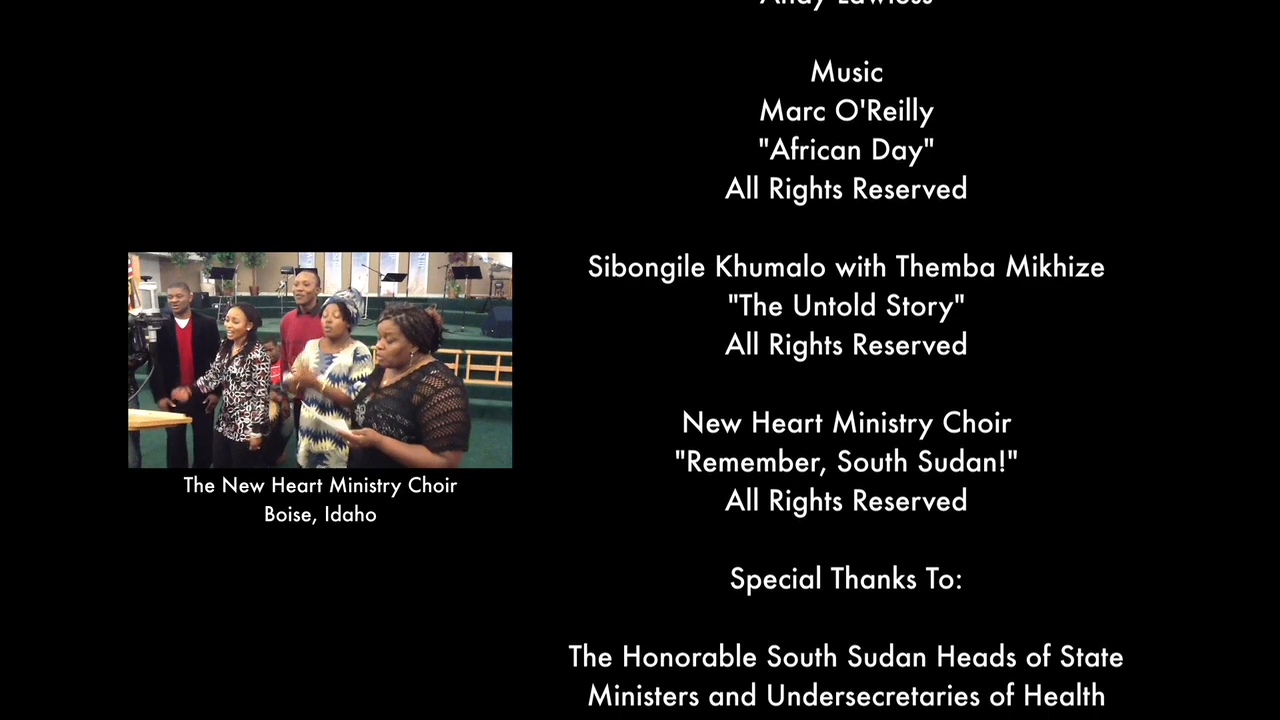 Andy Lawless
Music
Marc O'Reilly
"African Day"
All Rights Reserved
Sibongile Khumalo with Themba Mikhize
"The Untold Story"
All Rights Reserved
New Heart Ministry Choir
"Remember, South Sudan!"
All Rights Reserved
Special Thanks To:
The Honorable South Sudan Heads of State
Ministers and Undersecretaries of Health
The New Heart Ministry Choir
Boise, Idaho